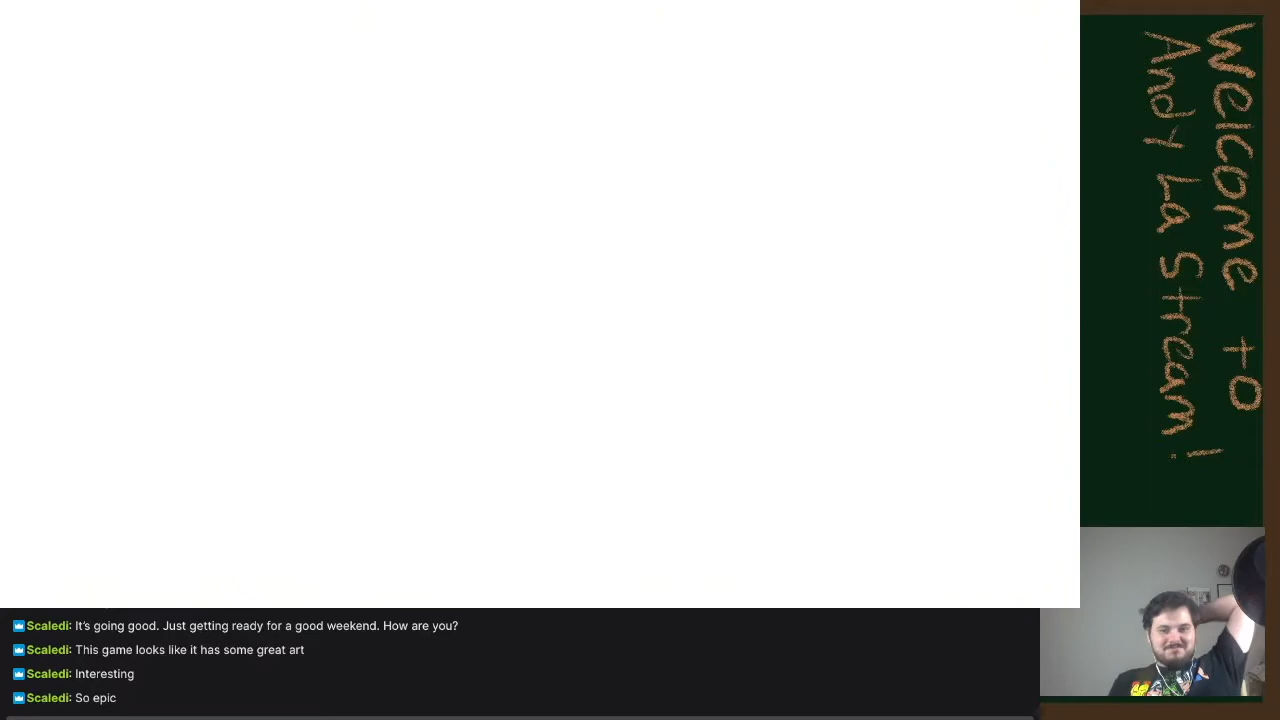 Welcome to
Andy La Stream!
Scaledi: It's going good. Just getting ready for a good weekend. How are you?
Scaledi: This game looks like it has some great art
Scaledi: Interesting
Scaledi: So epic